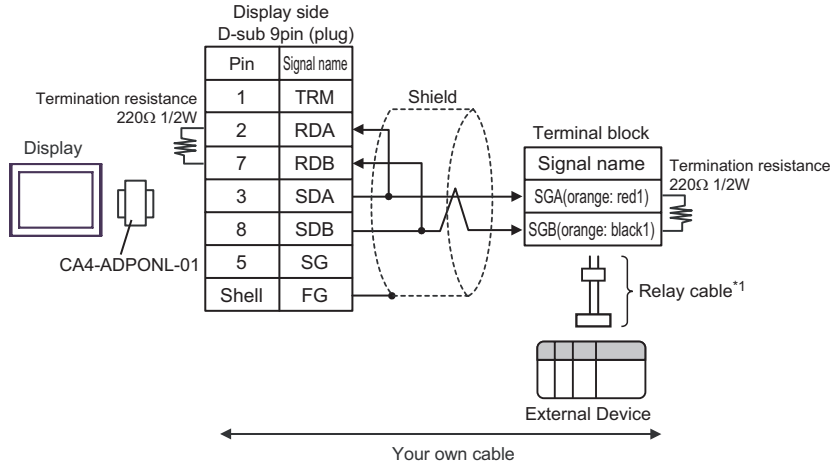 Display side
D-sub 9pin (plug)
Pin Signal name
1 TRM
2 RDA
7 RDB
3 SDA
8 SDB
5 SG
Shell FG
Termination resistance
220Ω 1/2W
Display
CA4-ADPONL-01
Shield
Terminal block
Signal name
SGA(orange: red1)
SGB(orange: black1)
Termination resistance
220Ω 1/2W
Relay cable*1
External Device
Your own cable